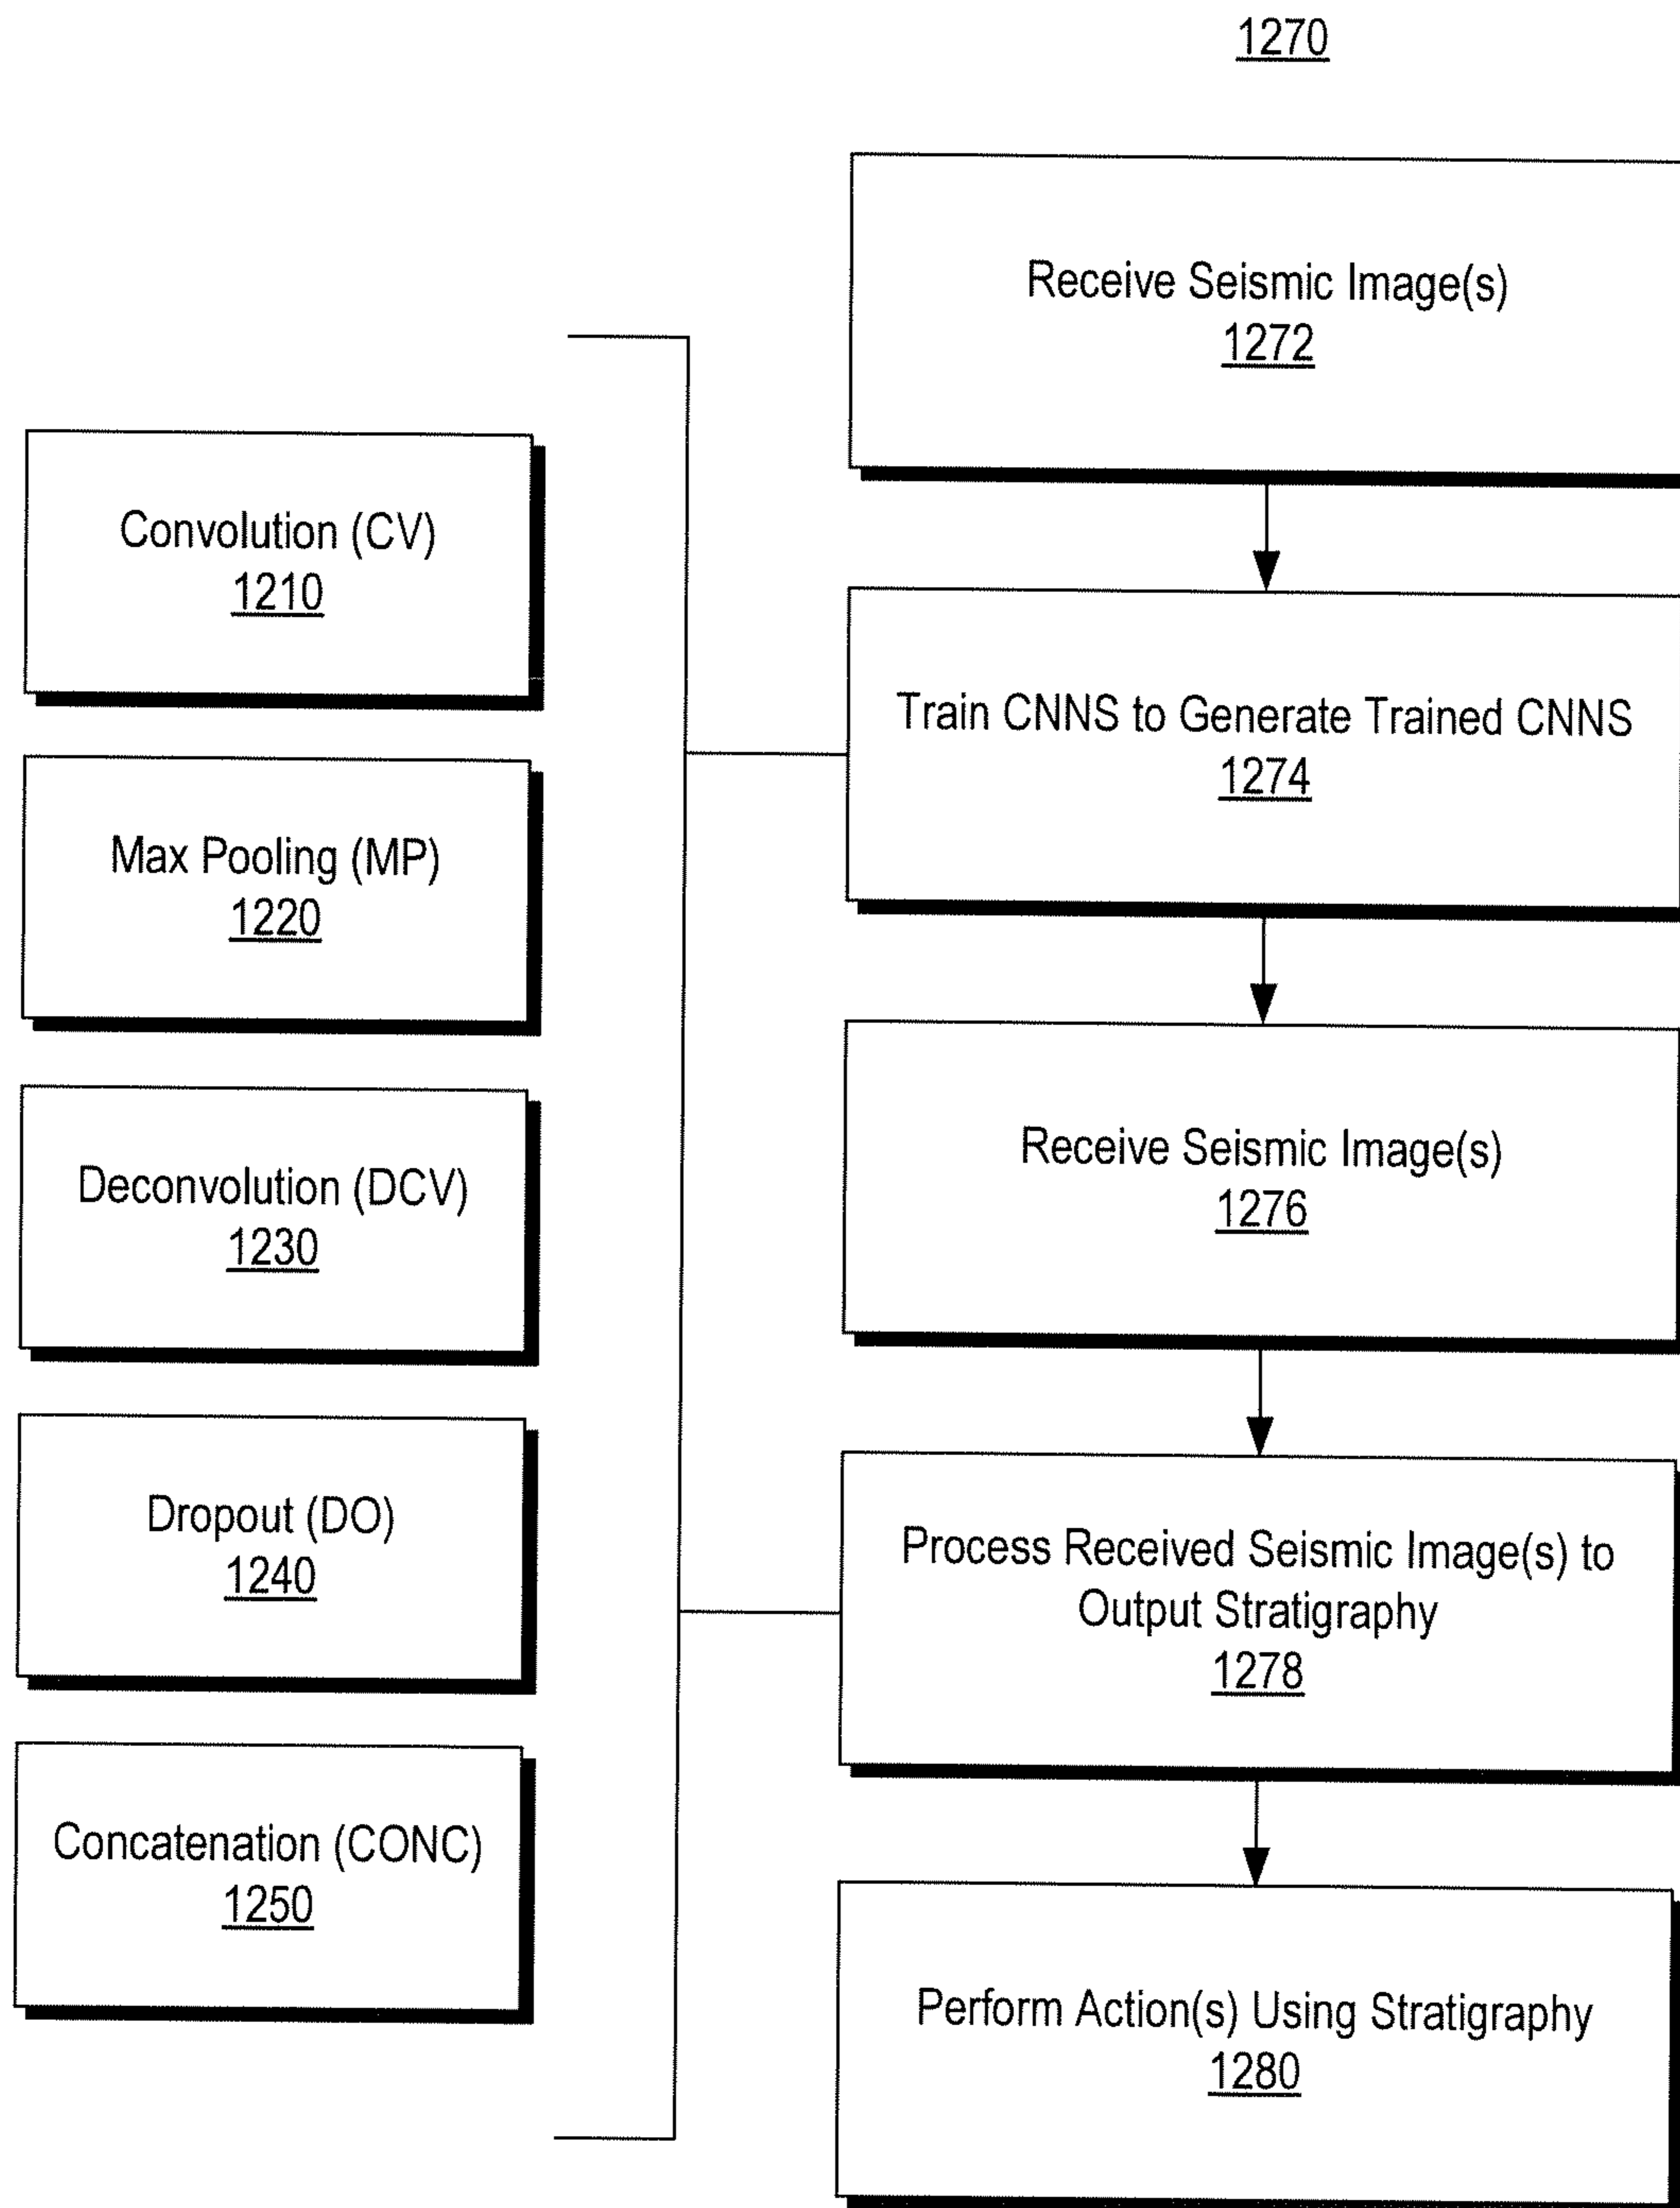 1270
Receive Seismic Image(s)
1272
Convolution (CV)
1210
Train CNNS to Generate Trained CNNS
1274
Max Pooling (MP)
1220
Receive Seismic Image(s)
1276
Deconvolution (DCV)
1230
Dropout (DO)
1240
Process Received Seismic Image(s) to
Output Stratigraphy
1278
Concatenation (CONC)
1250
Perform Action(s) Using Stratigraphy
1280